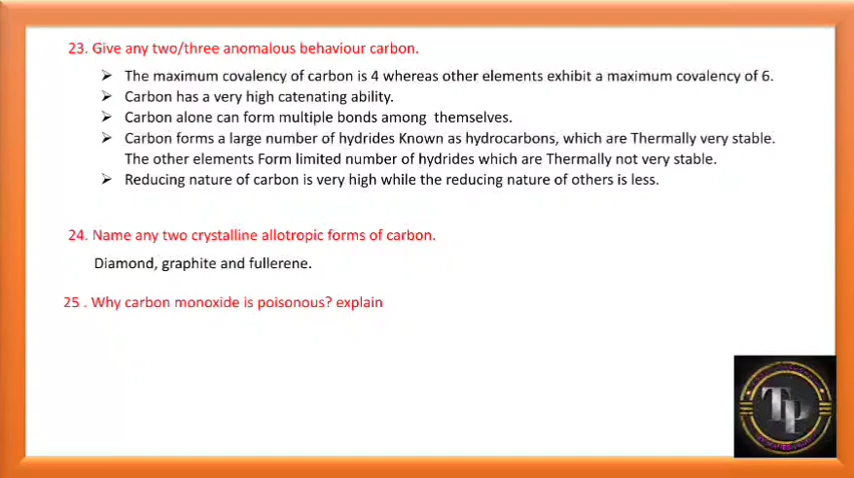 23. Give any two/three anomalous behaviour carbon.
➤ The maximum covalency of carbon is 4 whereas other elements exhibit a maximum covalency of 6.
➤ Carbon has a very high catenating ability.
➤ Carbon alone can form multiple bonds among themselves.
➤ Carbon forms a large number of hydrides Known as hydrocarbons, which are Thermally very stable.
The other elements Form limited number of hydrides which are Thermally not very stable.
➤ Reducing nature of carbon is very high while the reducing nature of others is less.
24. Name any two crystalline allotropic forms of carbon.
Diamond, graphite and fullerene.
25 . Why carbon monoxide is poisonous? explain
TP